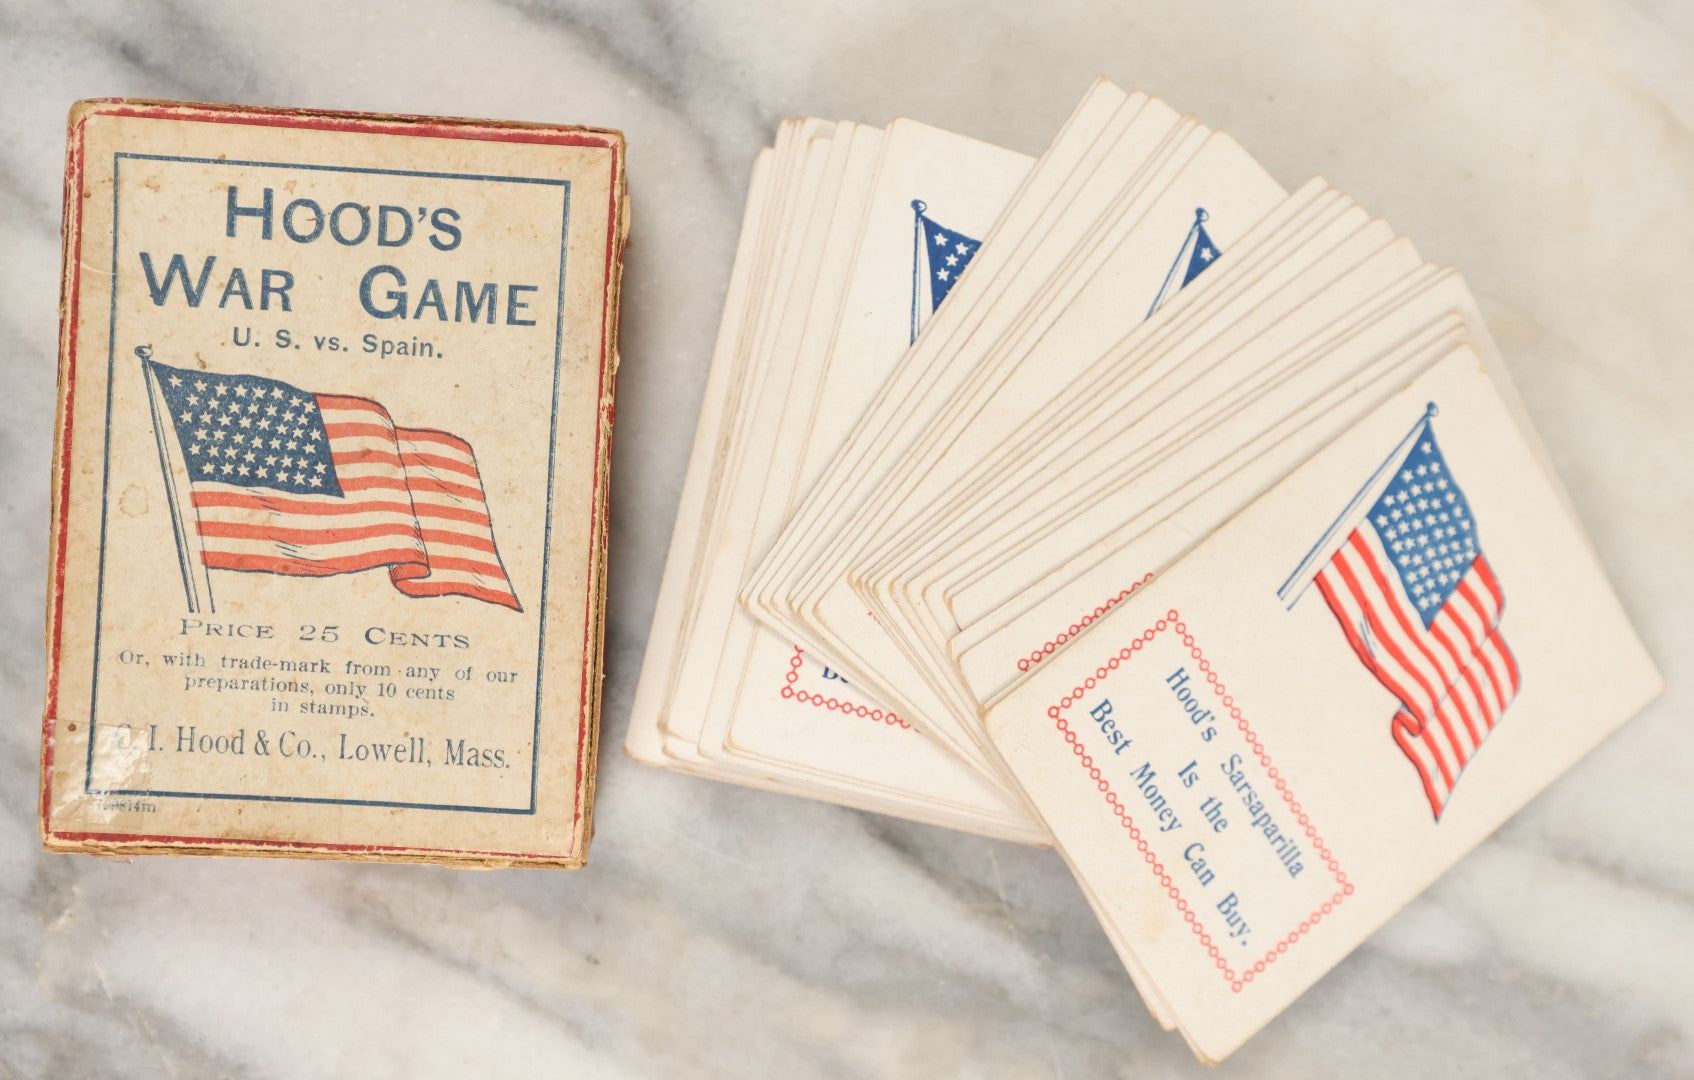 HOOD'S
WAR GAME
U. S. vs. Spain.
PRICE 25 CENTS
Or, with trade-mark from any of our
preparations, only 10 cents
in stamps.
C. I. Hood & Co., Lowell, Mass.
Hood's Sarsaparilla
Is the
Best Money Can Buy.